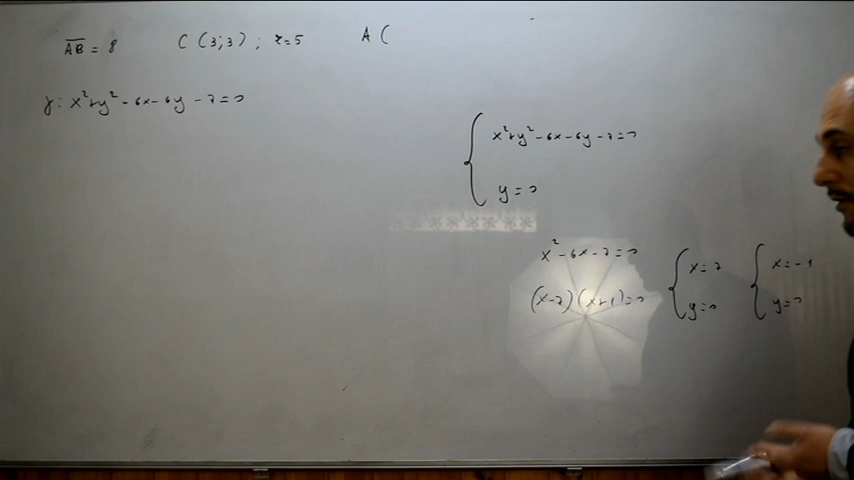 AB = 8 C (3;3) ; r=5 A (
γ: x²+y²-6x-6y-7=0
x²+y²-6x-6y-7=0
y=0
x²-6x-7=0
(x-7)(x+1)=0 x=7 x=-1
y=0 y=0